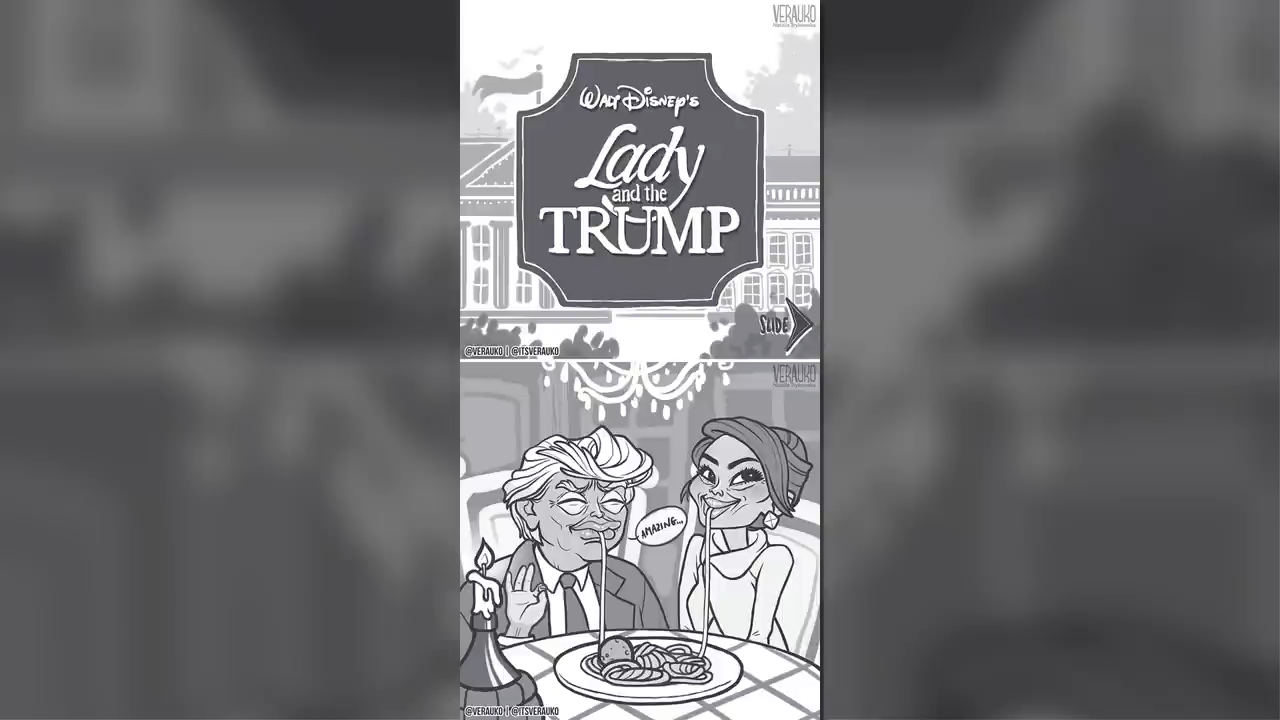 VERAUKO
WALT DISNEY'S
Lady
and the
TRUMP
SLIDE
@VERAUKO | @ITSVERAUKO
VERAUKO
AMAZING...
@VERAUKO | @ITSVERAUKO